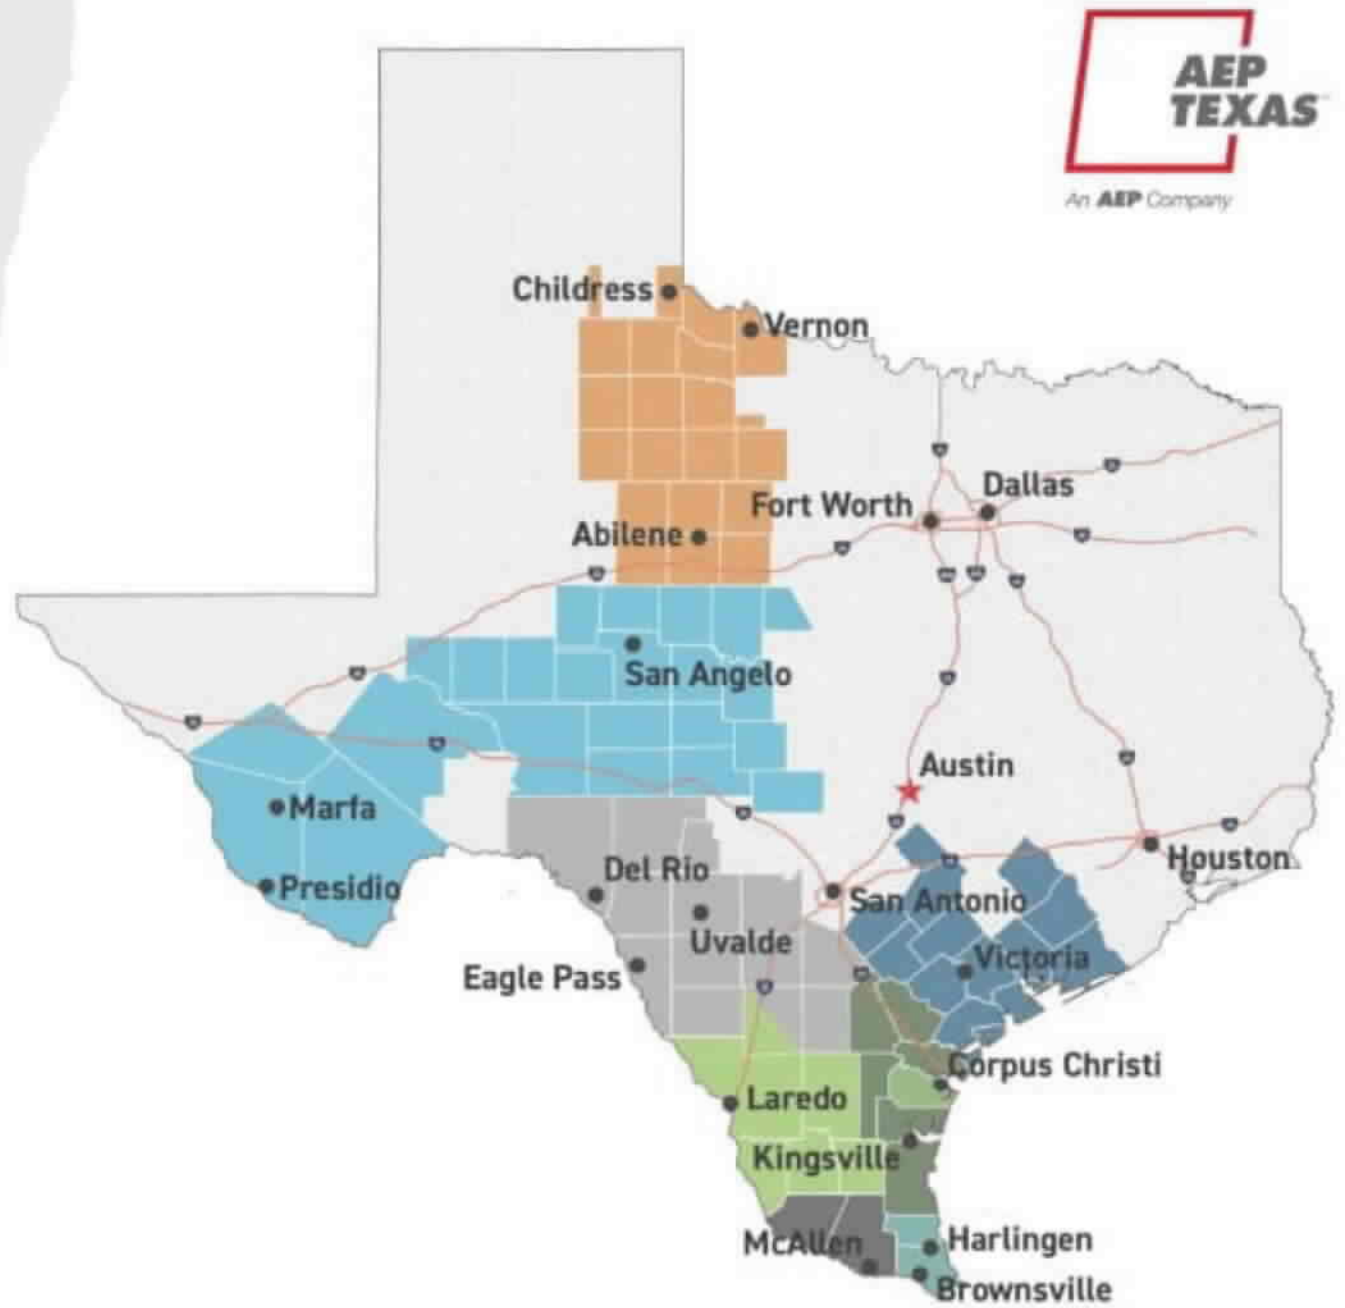 AEP
TEXAS
An AEP Company
Childress
Vernon
Dallas
Fort Worth
Abilene
San Angelo
Austin
Marfa
Houston
Del Rio
Presidio
San Antonio
Uvalde
Victoria
Eagle Pass
Corpus Christi
Laredo
Kingsville
McAllen
Harlingen
Brownsville